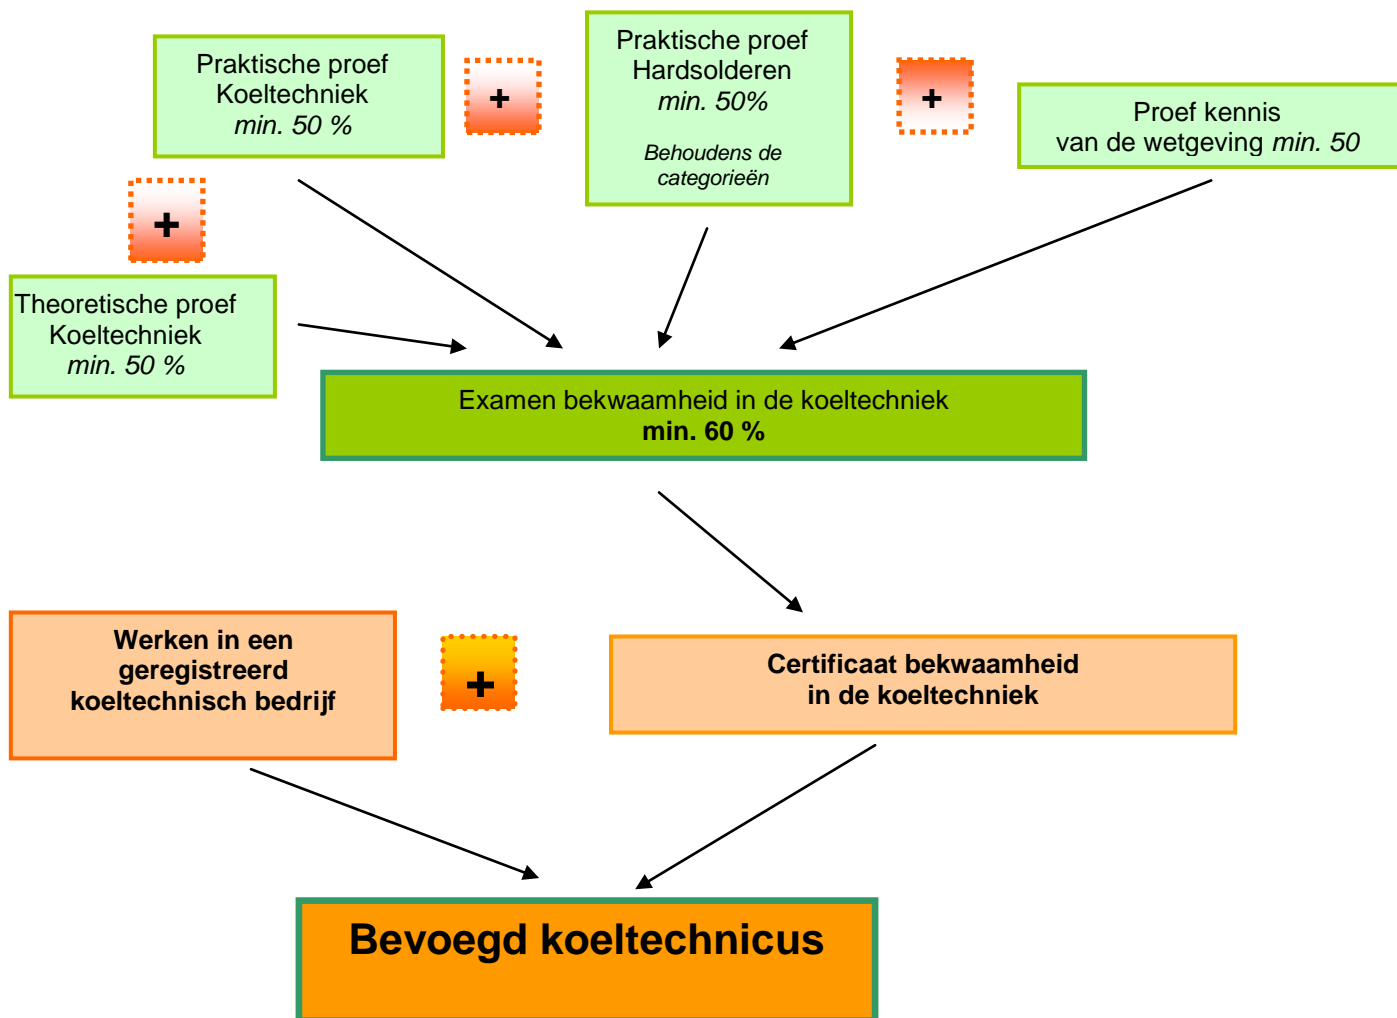 Praktische proef
Koeltechniek
min. 50 %
+
Praktische proef
Hardsolderen
min. 50%
Behoudens de
categorieën
+
Proef kennis
van de wetgeving min. 50
+
Theoretische proef
Koeltechniek
min. 50 %
Examen bekwaamheid in de koeltechniek
min. 60 %
Werken in een
geregistreerd
koeltechnisch bedrijf
+
Certificaat bekwaamheid
in de koeltechniek
Bevoegd koeltechnicus